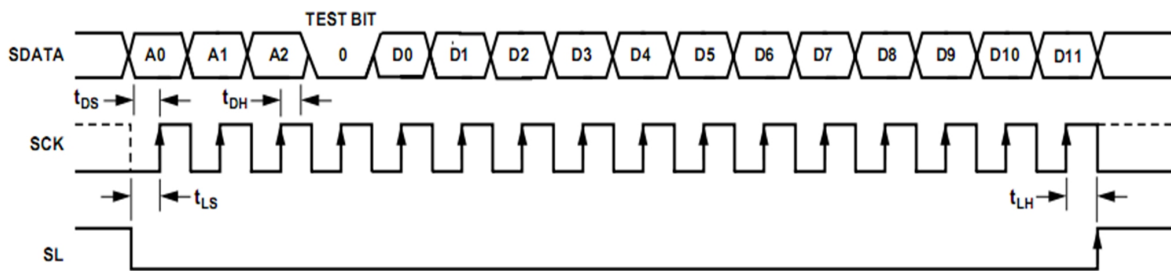 TEST BIT
SDATA A0 A1 A2 0 D0 D1 D2 D3 D4 D5 D6 D7 D8 D9 D10 D11
tDS tDH
SCK
tLS tLH
SL